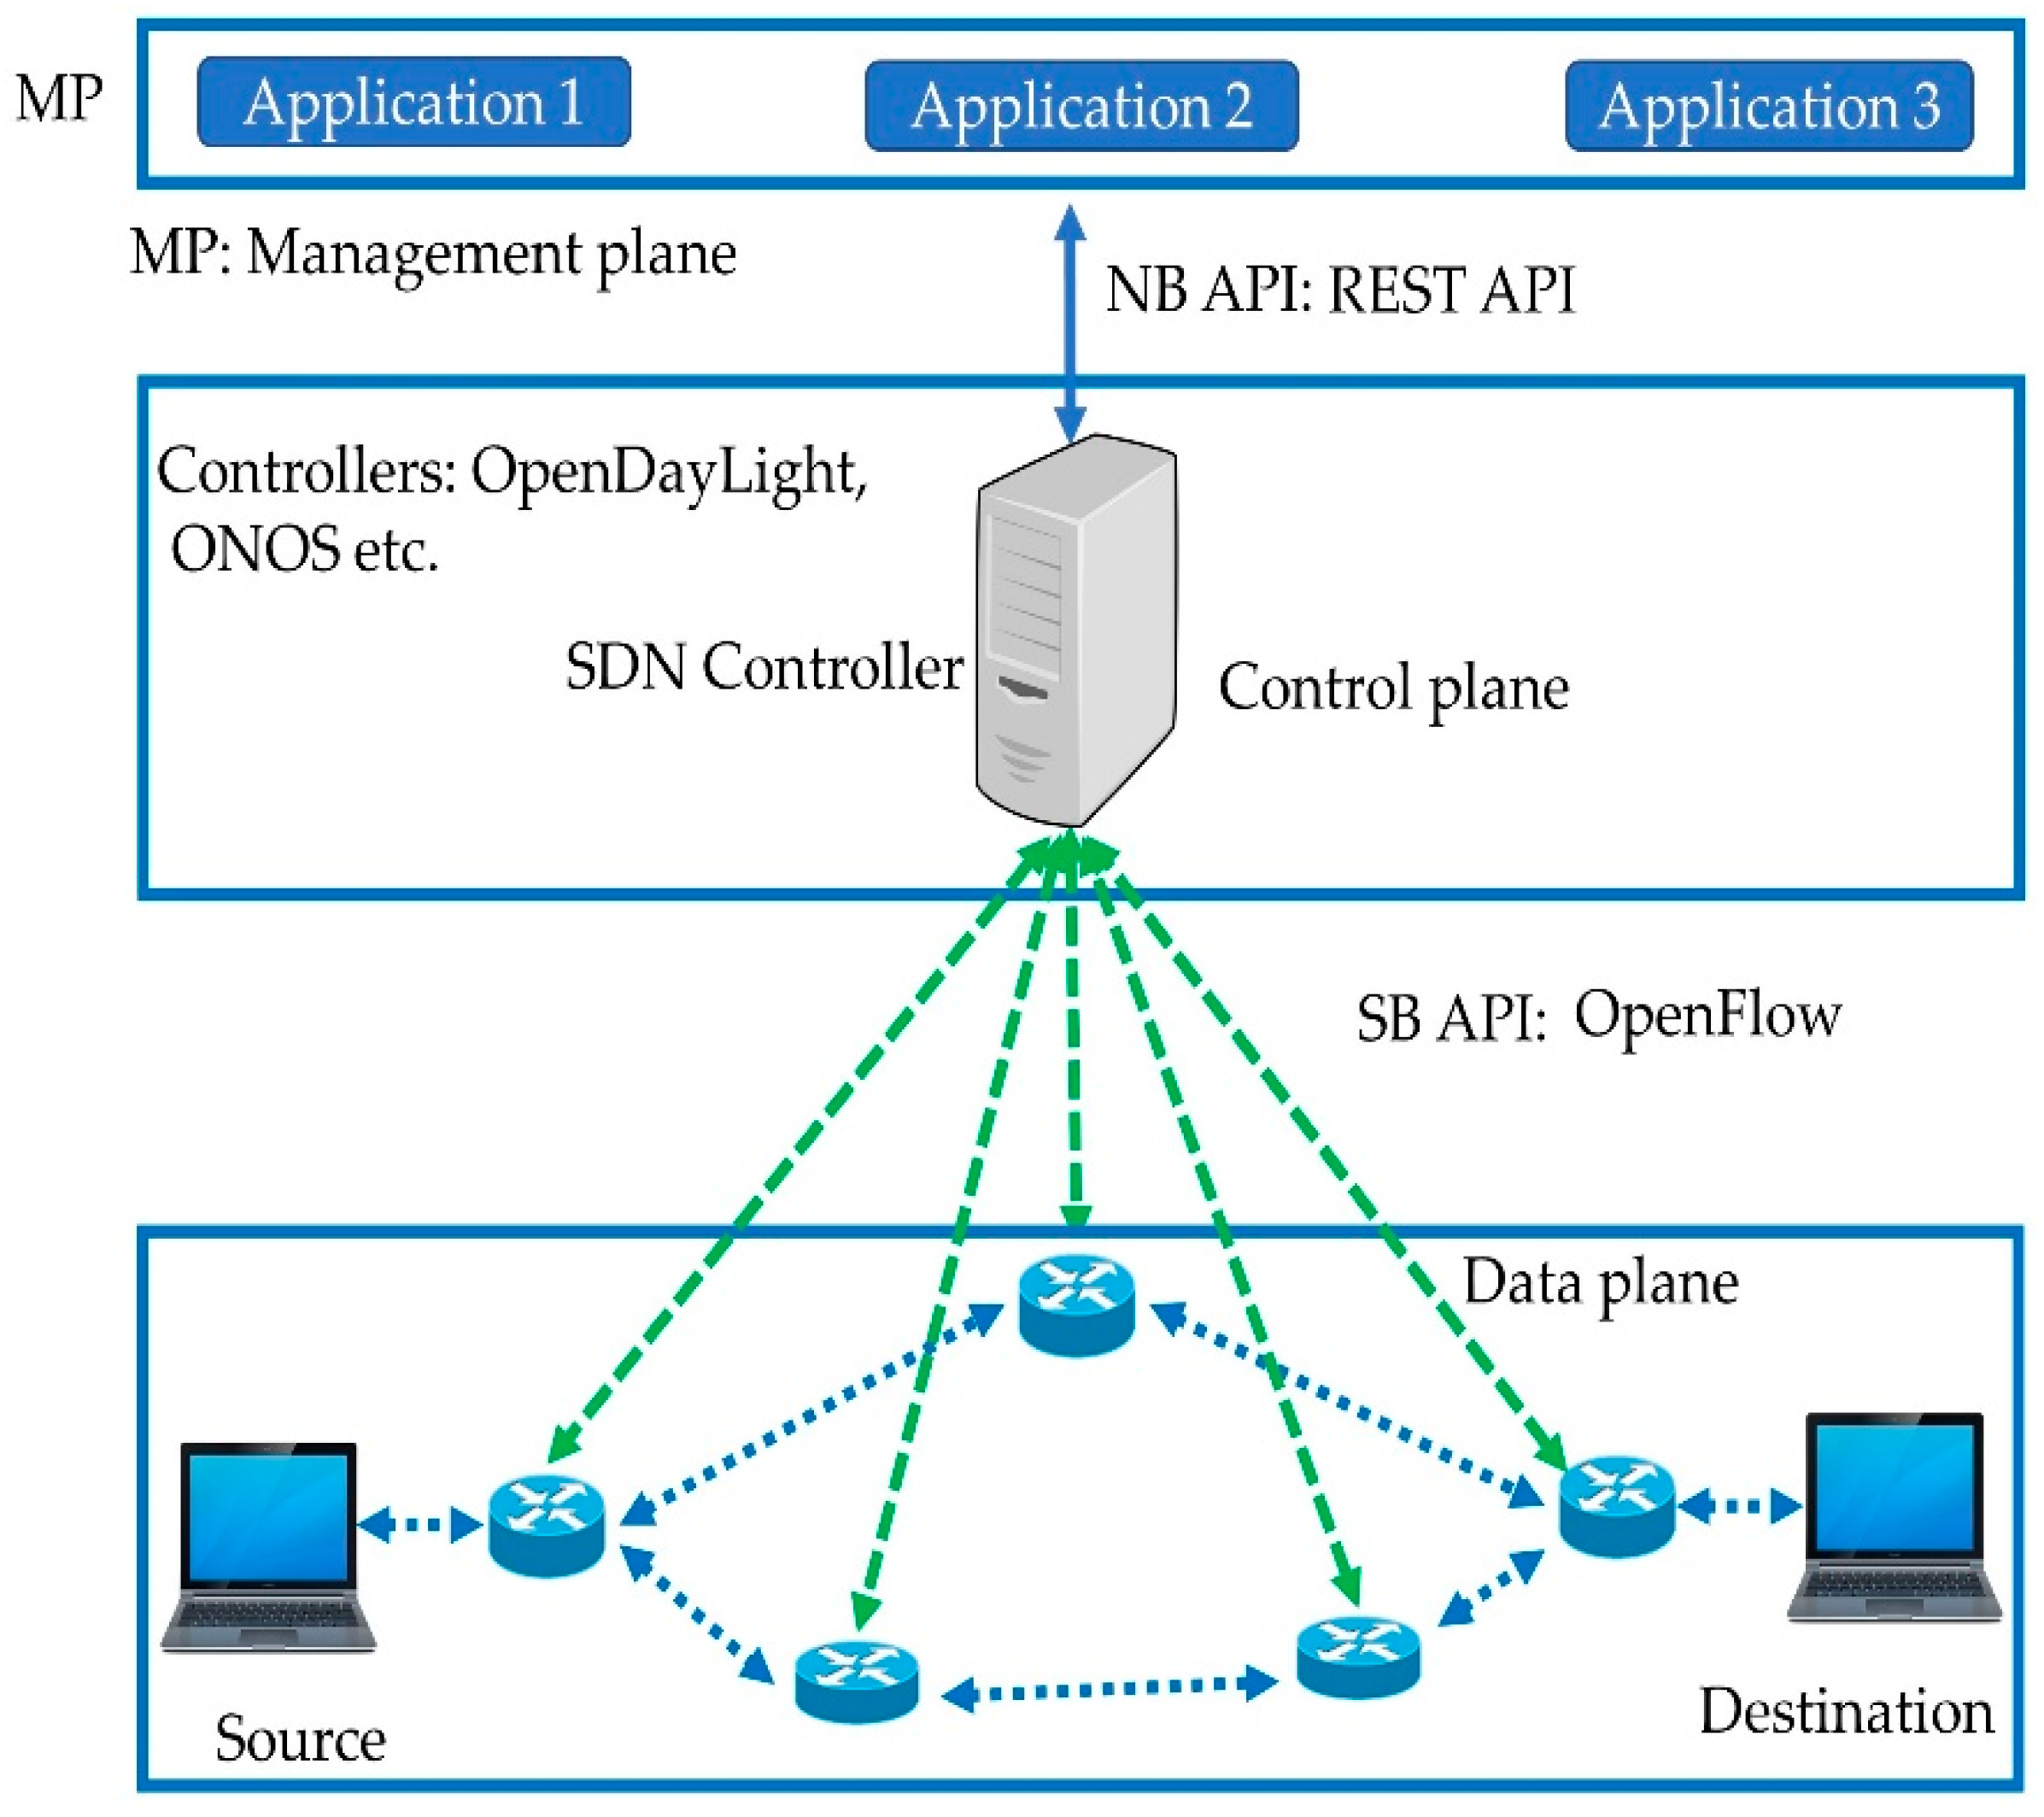 MP
Application 1
Application 2
Application 3
MP: Management plane
NB API: REST API
Controllers: OpenDayLight,
ONOS etc.
SDN Controller
Control plane
SB API: OpenFlow
Data plane
Source
Destination